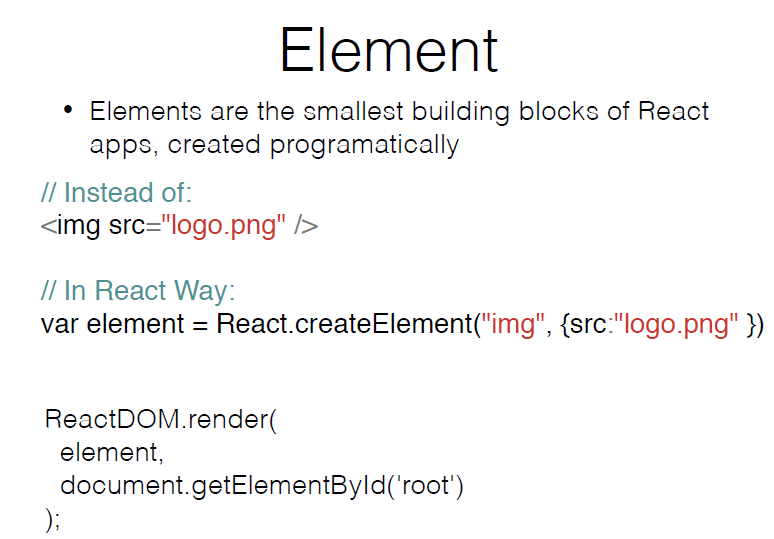 Element
• Elements are the smallest building blocks of React
apps, created programatically
// Instead of:
<img src="logo.png" />
// In React Way:
var element = React.createElement("img", {src:"logo.png" })
ReactDOM.render(
element,
document.getElementById('root')
);